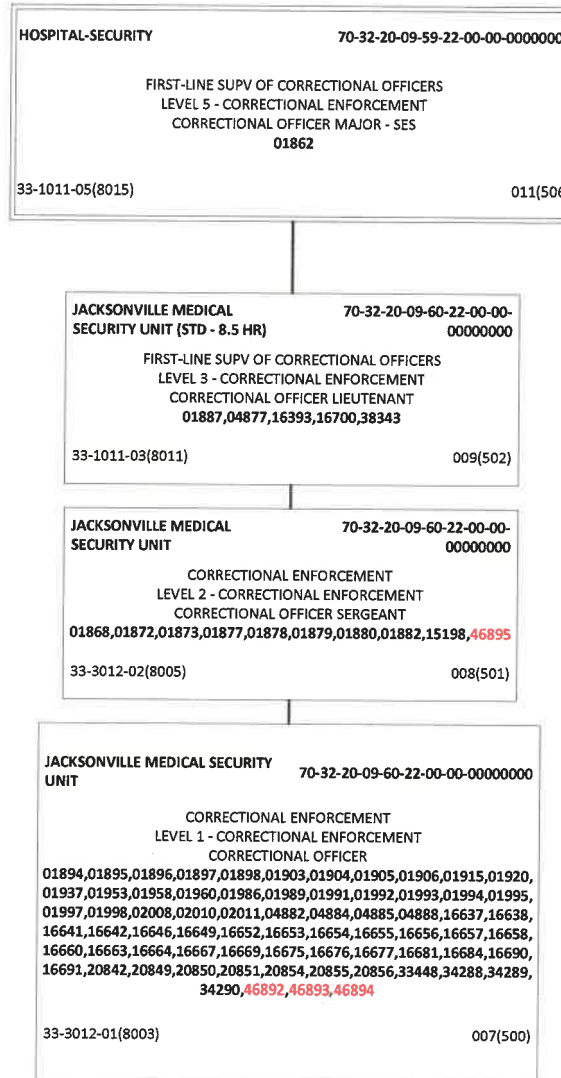 HOSPITAL-SECURITY 70-32-20-09-59-22-00-00-0000000
FIRST-LINE SUPV OF CORRECTIONAL OFFICERS
LEVEL 5 - CORRECTIONAL ENFORCEMENT
CORRECTIONAL OFFICER MAJOR - SES
01862
33-1011-05(8015) 011(506
JACKSONVILLE MEDICAL 70-32-20-09-60-22-00-00-
SECURITY UNIT (STD - 8.5 HR) 00000000
FIRST-LINE SUPV OF CORRECTIONAL OFFICERS
LEVEL 3 - CORRECTIONAL ENFORCEMENT
CORRECTIONAL OFFICER LIEUTENANT
01887,04877,16393,16700,38343
33-1011-03(8011) 009(502)
JACKSONVILLE MEDICAL 70-32-20-09-60-22-00-00-
SECURITY UNIT 00000000
CORRECTIONAL ENFORCEMENT
LEVEL 2 - CORRECTIONAL ENFORCEMENT
CORRECTIONAL OFFICER SERGEANT
01868,01872,01873,01877,01878,01879,01880,01882,15198,46895
33-3012-02(8005) 008(501)
JACKSONVILLE MEDICAL SECURITY
UNIT 70-32-20-09-60-22-00-00-00000000
CORRECTIONAL ENFORCEMENT
LEVEL 1 - CORRECTIONAL ENFORCEMENT
CORRECTIONAL OFFICER
01894,01895,01896,01897,01898,01903,01904,01905,01906,01915,01920,
01937,01953,01958,01960,01986,01989,01991,01992,01993,01994,01995,
01997,01998,02008,02010,02011,04882,04884,04885,04888,16637,16638,
16641,16642,16646,16649,16652,16653,16654,16655,16656,16657,16658,
16660,16663,16664,16667,16669,16675,16676,16677,16681,16684,16690,
16691,20842,20849,20850,20851,20854,20855,20856,33448,34288,34289,
34290,46892,46893,46894
33-3012-01(8003) 007(500)